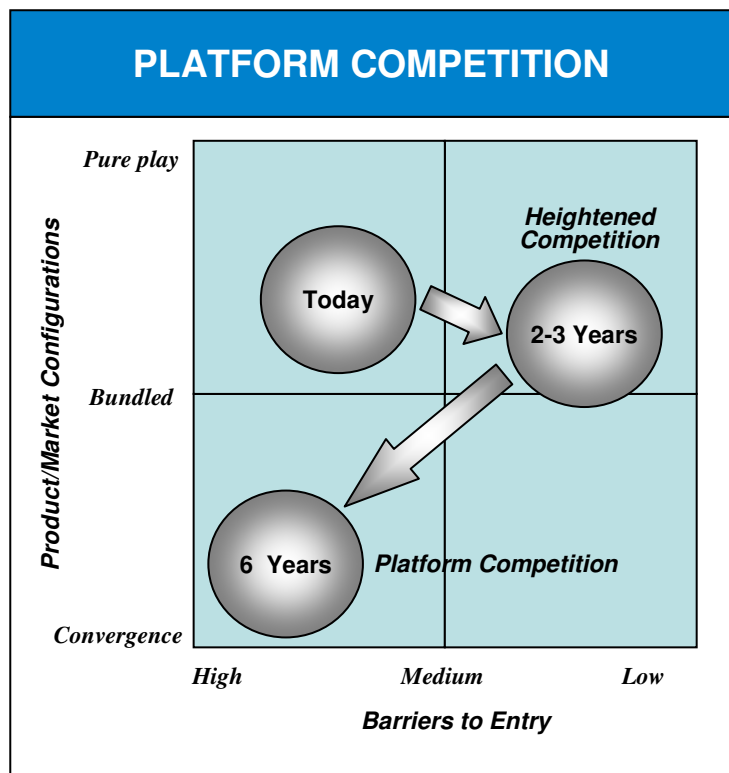 PLATFORM COMPETITION
Pure play
Heightened
Competition
Today
2-3 Years
Product/Market Configurations
Bundled
6 Years
Platform Competition
Convergence
High
Medium
Low
Barriers to Entry